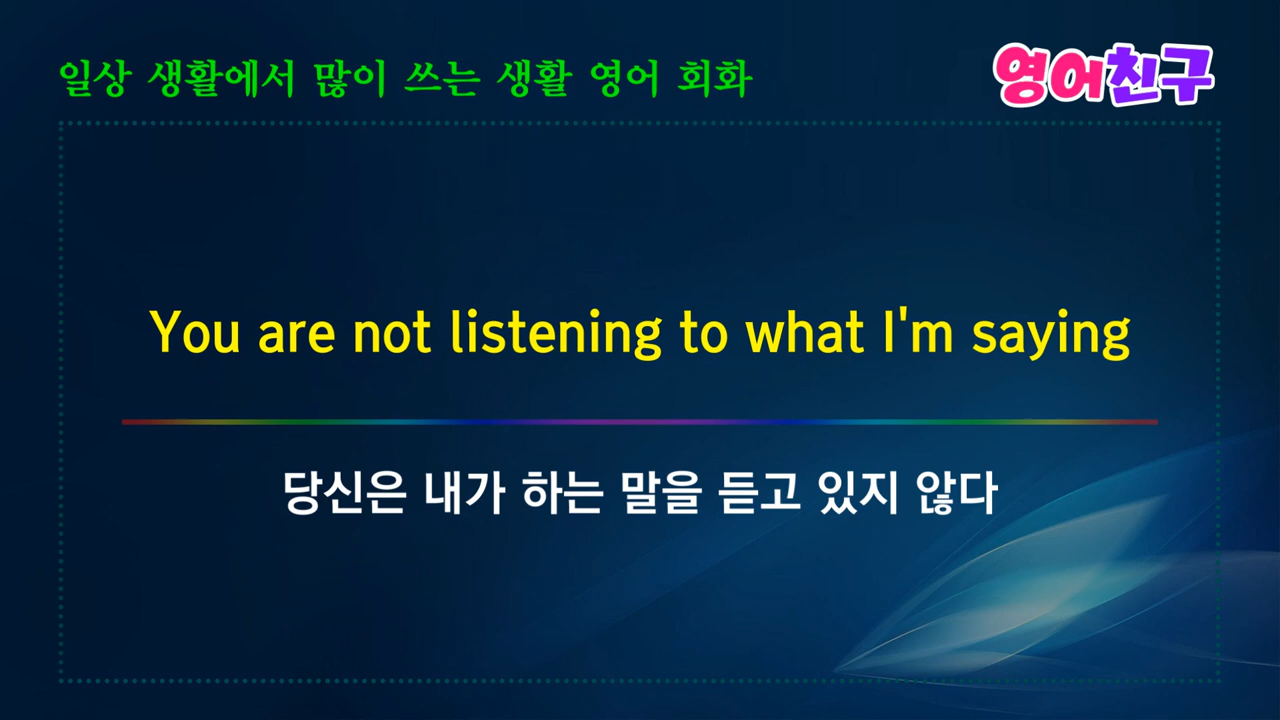 일상 생활에서 많이 쓰는 생활 영어 회화
영어친구
You are not listening to what I'm saying
당신은 내가 하는 말을 듣고 있지 않다